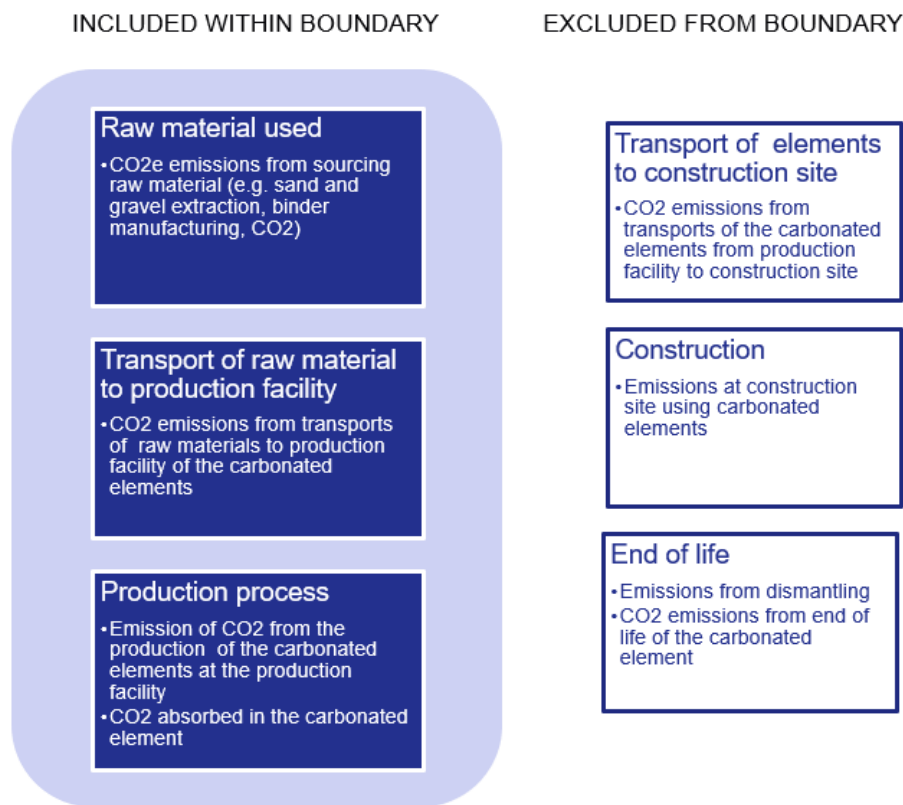 INCLUDED WITHIN BOUNDARY
Raw material used
•CO2e emissions from sourcing
raw material (e.g. sand and
gravel extraction, binder
manufacturing, CO2)
Transport of raw material
to production facility
•CO2 emissions from transports
of raw materials to production
facility of the carbonated
elements
Production process
•Emission of CO2 from the
production of the carbonated
elements at the production
facility
•CO2 absorbed in the carbonated
element
EXCLUDED FROM BOUNDARY
Transport of elements
to construction site
•CO2 emissions from
transports of the carbonated
elements from production
facility to construction site
Construction
•Emissions at construction
site using carbonated
elements
End of life
•Emissions from dismantling
•CO2 emissions from end of
life of the carbonated
element